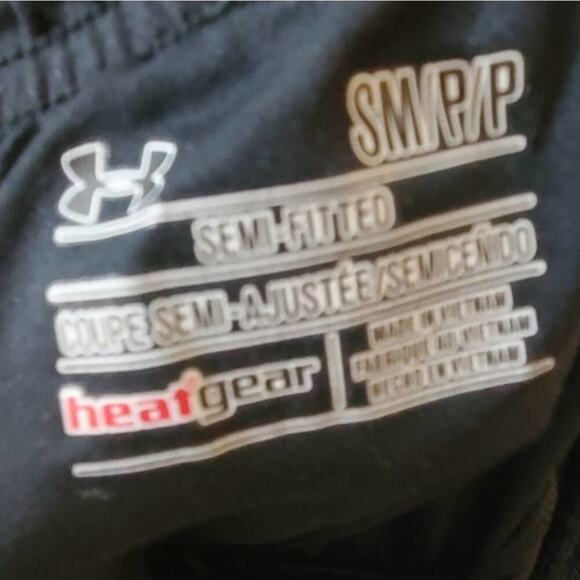 SM/P/P
SEMI-FITTED
COUPE SEMI-AJUSTÉE/SEMICEÑIDO
heatgear
MADE IN VIETNAM
FABRIQUÉ AU VIETNAM
HECHO EN VIETNAM